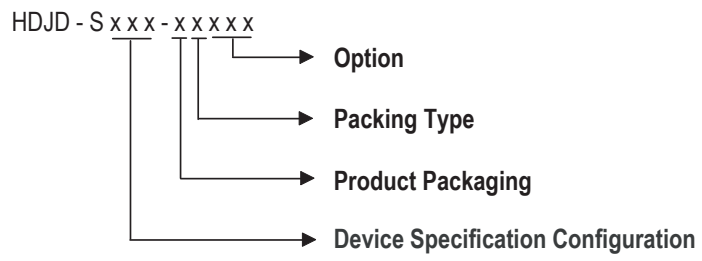 HDJD - S x x x - x x x x x
Option
Packing Type
Product Packaging
Device Specification Configuration